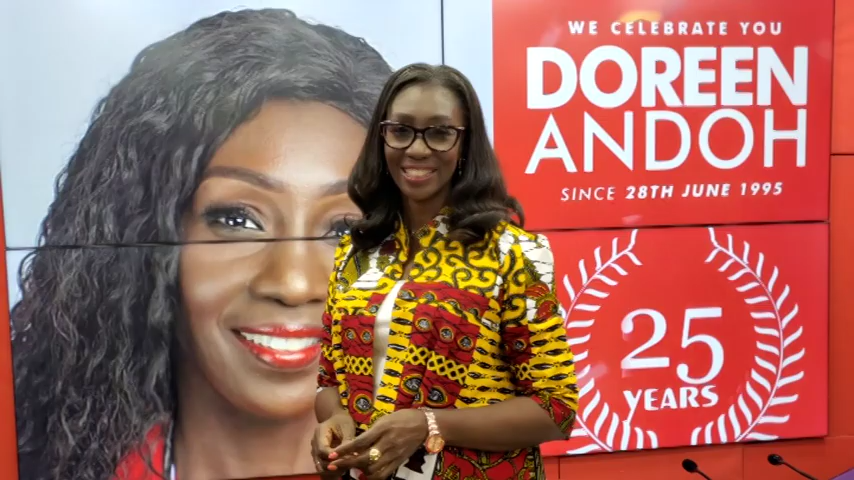 WE CELEBRATE YOU
DOREEN
ANDOH
SINCE 28TH JUNE 1995
25
YEARS